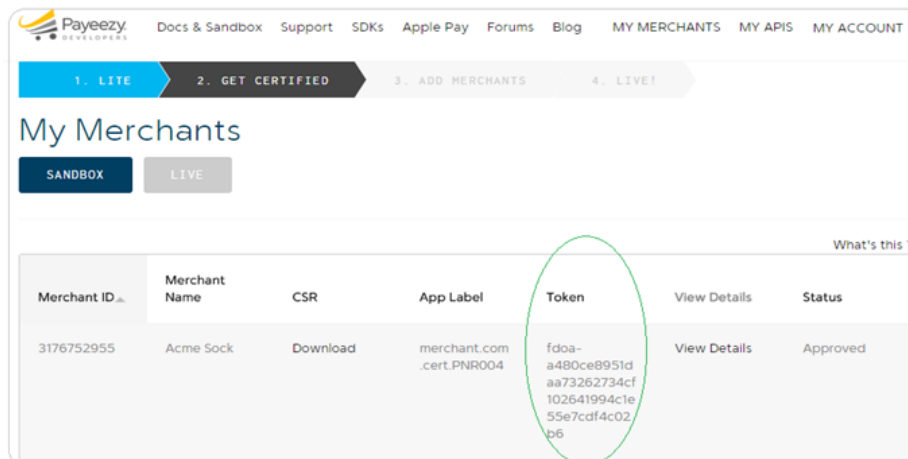 Payeezy
DEVELOPERS
Docs & Sandbox Support SDKs Apple Pay Forums Blog MY MERCHANTS MY APIS MY ACCOUNT
1. LITE 2. GET CERTIFIED 3. ADD MERCHANTS 4. LIVE!
My Merchants
SANDBOX LIVE
What's this
Merchant ID Merchant Name CSR App Label Token View Details Status
3176752955 Acme Sock Download merchant.com View Details Approved
.cert.PNR004
fdoa-
a480ce8951d
aa73262734cf
102641994c1e
55e7cdf4c02
b6